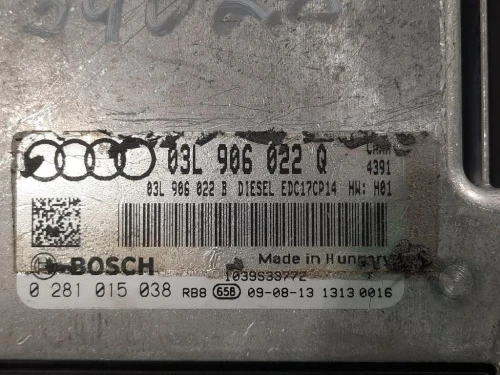 03L 906 022 Q
4391
03L 906 022 B DIESEL EDC17CP14 HW: H01
BOSCH
Made in Hungary
1039S33772
0 281 015 038 RB8 658 09-08-13 1313 0016